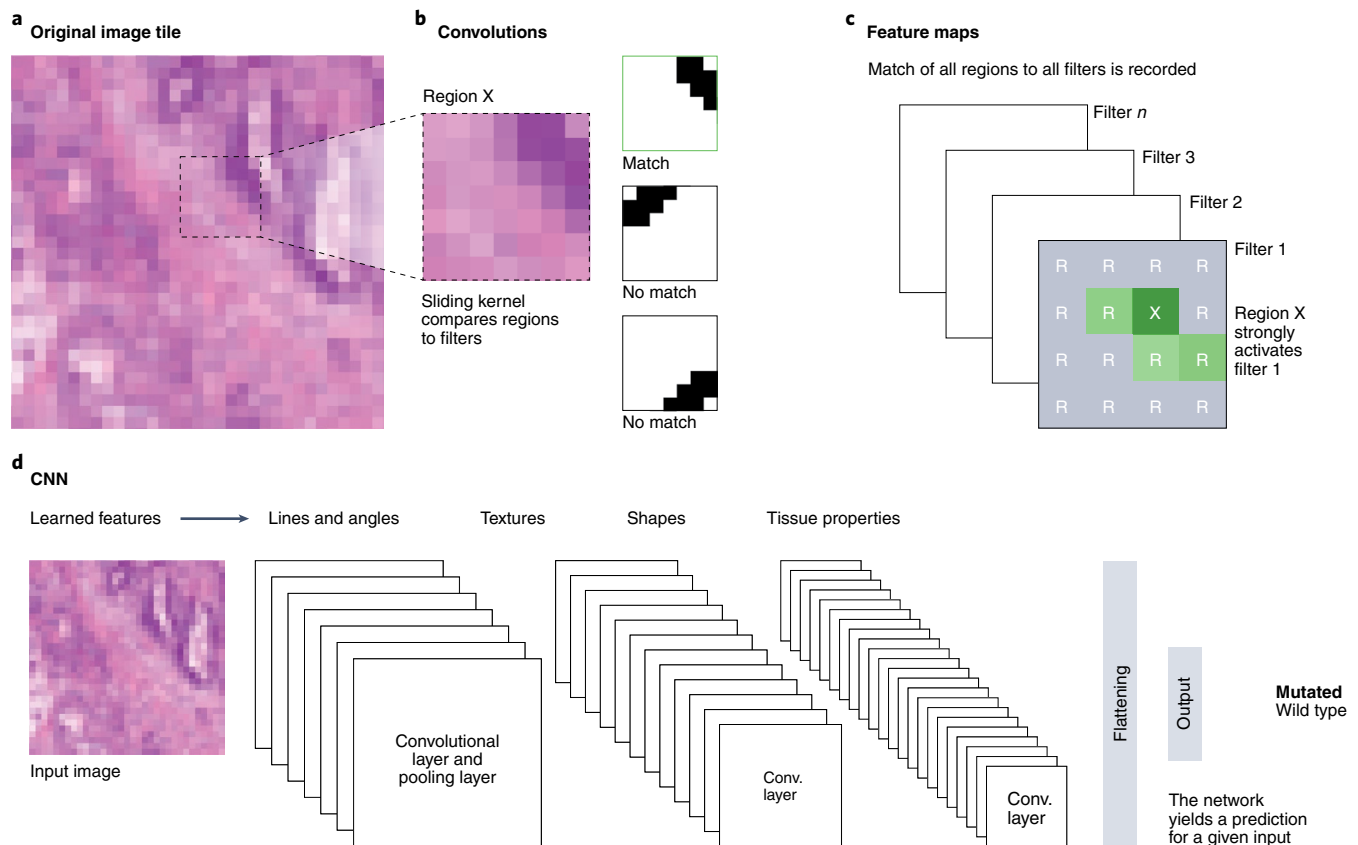 a
Original image tile
b
Convolutions
Region X
Sliding kernel
compares regions
to filters
Match
No match
No match
c
Feature maps
Match of all regions to all filters is recorded
Filter n
Filter 3
Filter 2
Filter 1
R R R R
R R X R
R R R R
R R R R
Region X
strongly
activates
filter 1
d
CNN
Learned features
Lines and angles
Textures
Shapes
Tissue properties
Input image
Convolutional
layer and
pooling layer
Conv.
layer
Conv.
layer
Flattening
Output
Mutated
Wild type
The network
yields a prediction
for a given input